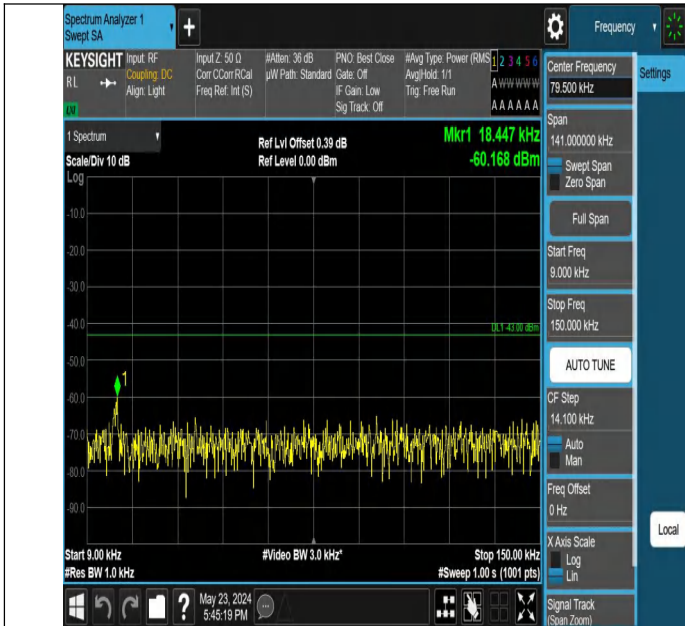 Spectrum Analyzer 1
Swept SA
+
Frequency
KEYSIGHT
RL
Input: RF
Coupling: DC
Align: Light
Input Z: 50 Ω
Corr CCorr RCal
Freq Ref: Int (S)
#Atten: 36 dB
µW Path: Standard
PNO: Best Close
Gate: Off
IF Gain: Low
Sig Track: Off
#Avg Type: Power (RMS
Avg|Hold: 1/1
Trig: Free Run
1 2 3 4 5 6
A W W W W W
A A A A A A
1 Spectrum
Scale/Div 10 dB
Log
Ref Lvl Offset 0.39 dB
Ref Level 0.00 dBm
Mkr1 18.447 kHz
-60.168 dBm
-10.0
-20.0
-30.0
-40.0
DL1 -43.00 dBm
-50.0
1
-60.0
-70.0
-80.0
-90.0
Start 9.00 kHz
#Res BW 1.0 kHz
#Video BW 3.0 kHz*
Stop 150.00 kHz
#Sweep 1.00 s (1001 pts)
?
May 23, 2024
5:45:19 PM
Center Frequency
79.500 kHz
Span
141.000000 kHz
Swept Span
Zero Span
Full Span
Start Freq
9.000 kHz
Stop Freq
150.000 kHz
AUTO TUNE
CF Step
14.100 kHz
Auto
Man
Freq Offset
0 Hz
X Axis Scale
Log
Lin
Signal Track
(Span Zoom)
Settings
Local